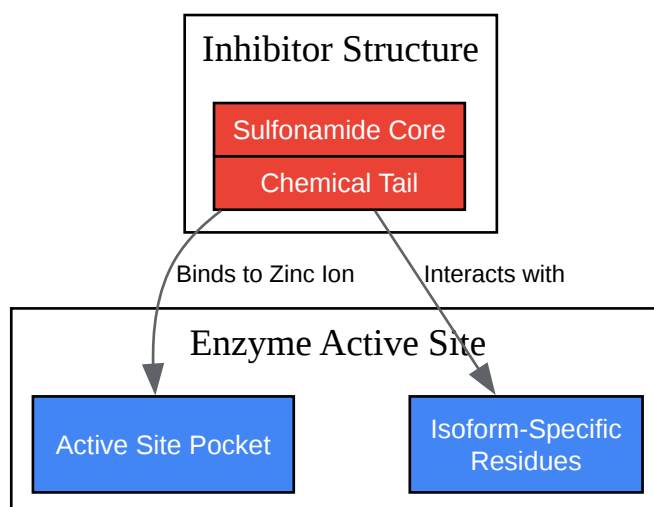 Inhibitor Structure
Sulfonamide Core
Chemical Tail
Binds to Zinc Ion
Interacts with
Enzyme Active Site
Active Site Pocket
Isoform-Specific
Residues